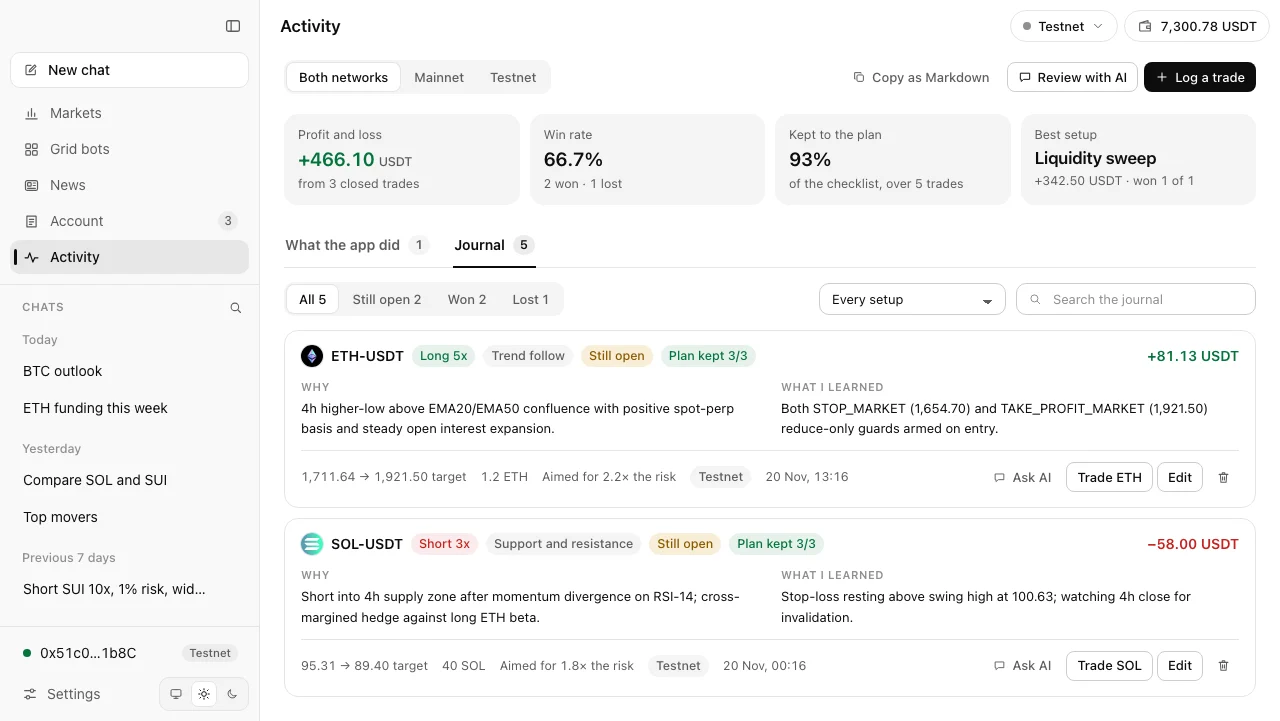 Activity
Testnet
7,300.78 USDT
New chat
Markets
Grid bots
News
Account 3
Activity
CHATS
Today
BTC outlook
ETH funding this week
Yesterday
Compare SOL and SUI
Top movers
Previous 7 days
Short SUI 10x, 1% risk, wid...
0x51c0...1b8C Testnet
Settings
Both networks Mainnet Testnet
Copy as Markdown Review with AI + Log a trade
Profit and loss
+466.10 USDT
from 3 closed trades
Win rate
66.7%
2 won · 1 lost
Kept to the plan
93%
of the checklist, over 5 trades
Best setup
Liquidity sweep
+342.50 USDT · won 1 of 1
What the app did 1 Journal 5
All 5 Still open 2 Won 2 Lost 1
Every setup
Search the journal
ETH-USDT Long 5x Trend follow Still open Plan kept 3/3 +81.13 USDT
WHY
4h higher-low above EMA20/EMA50 confluence with positive spot-perp
basis and steady open interest expansion.
WHAT I LEARNED
Both STOP_MARKET (1,654.70) and TAKE_PROFIT_MARKET (1,921.50)
reduce-only guards armed on entry.
1,711.64 → 1,921.50 target 1.2 ETH Aimed for 2.2× the risk Testnet 20 Nov, 13:16
Ask AI Trade ETH Edit
SOL-USDT Short 3x Support and resistance Still open Plan kept 3/3 −58.00 USDT
WHY
Short into 4h supply zone after momentum divergence on RSI-14; cross-
margined hedge against long ETH beta.
WHAT I LEARNED
Stop-loss resting above swing high at 100.63; watching 4h close for
invalidation.
95.31 → 89.40 target 40 SOL Aimed for 1.8× the risk Testnet 20 Nov, 00:16
Ask AI Trade SOL Edit